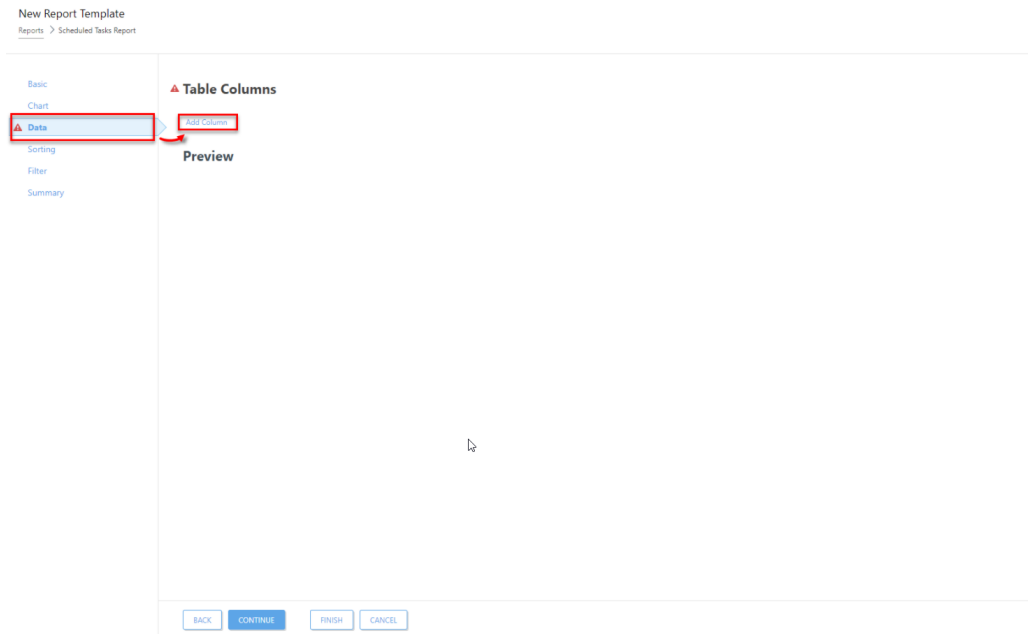 New Report Template
Reports > Scheduled Tasks Report
Basic
Chart
Data
Sorting
Filter
Summary
Table Columns
Add Column
Preview
BACK CONTINUE FINISH CANCEL